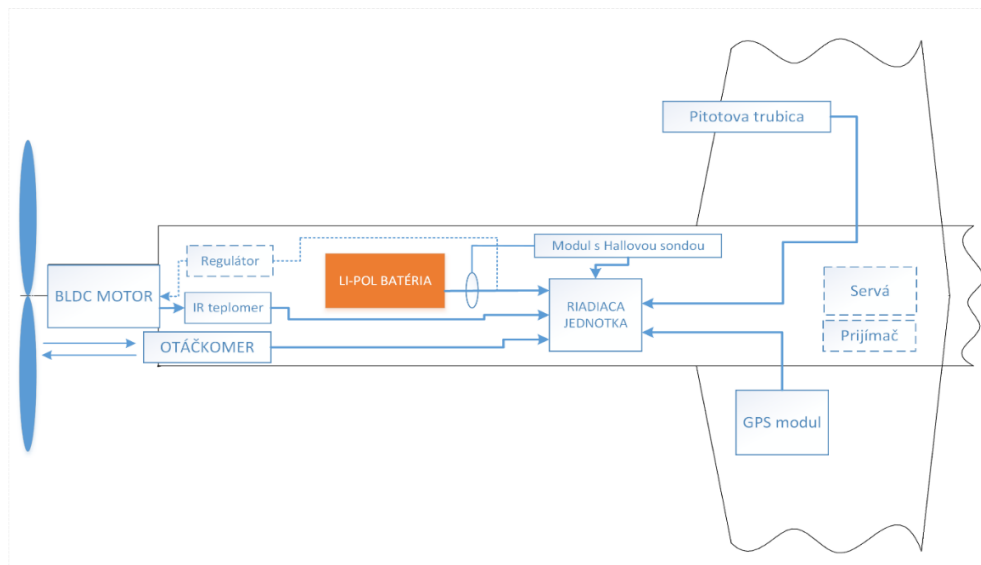 Pitotova trubica
Modul s Hallovou sondou
Regulátor
LI-POL BATÉRIA
BLDC MOTOR
IR teplomer
RIADIACA
JEDNOTKA
Servá
Prijímač
OTÁČKOMER
GPS modul